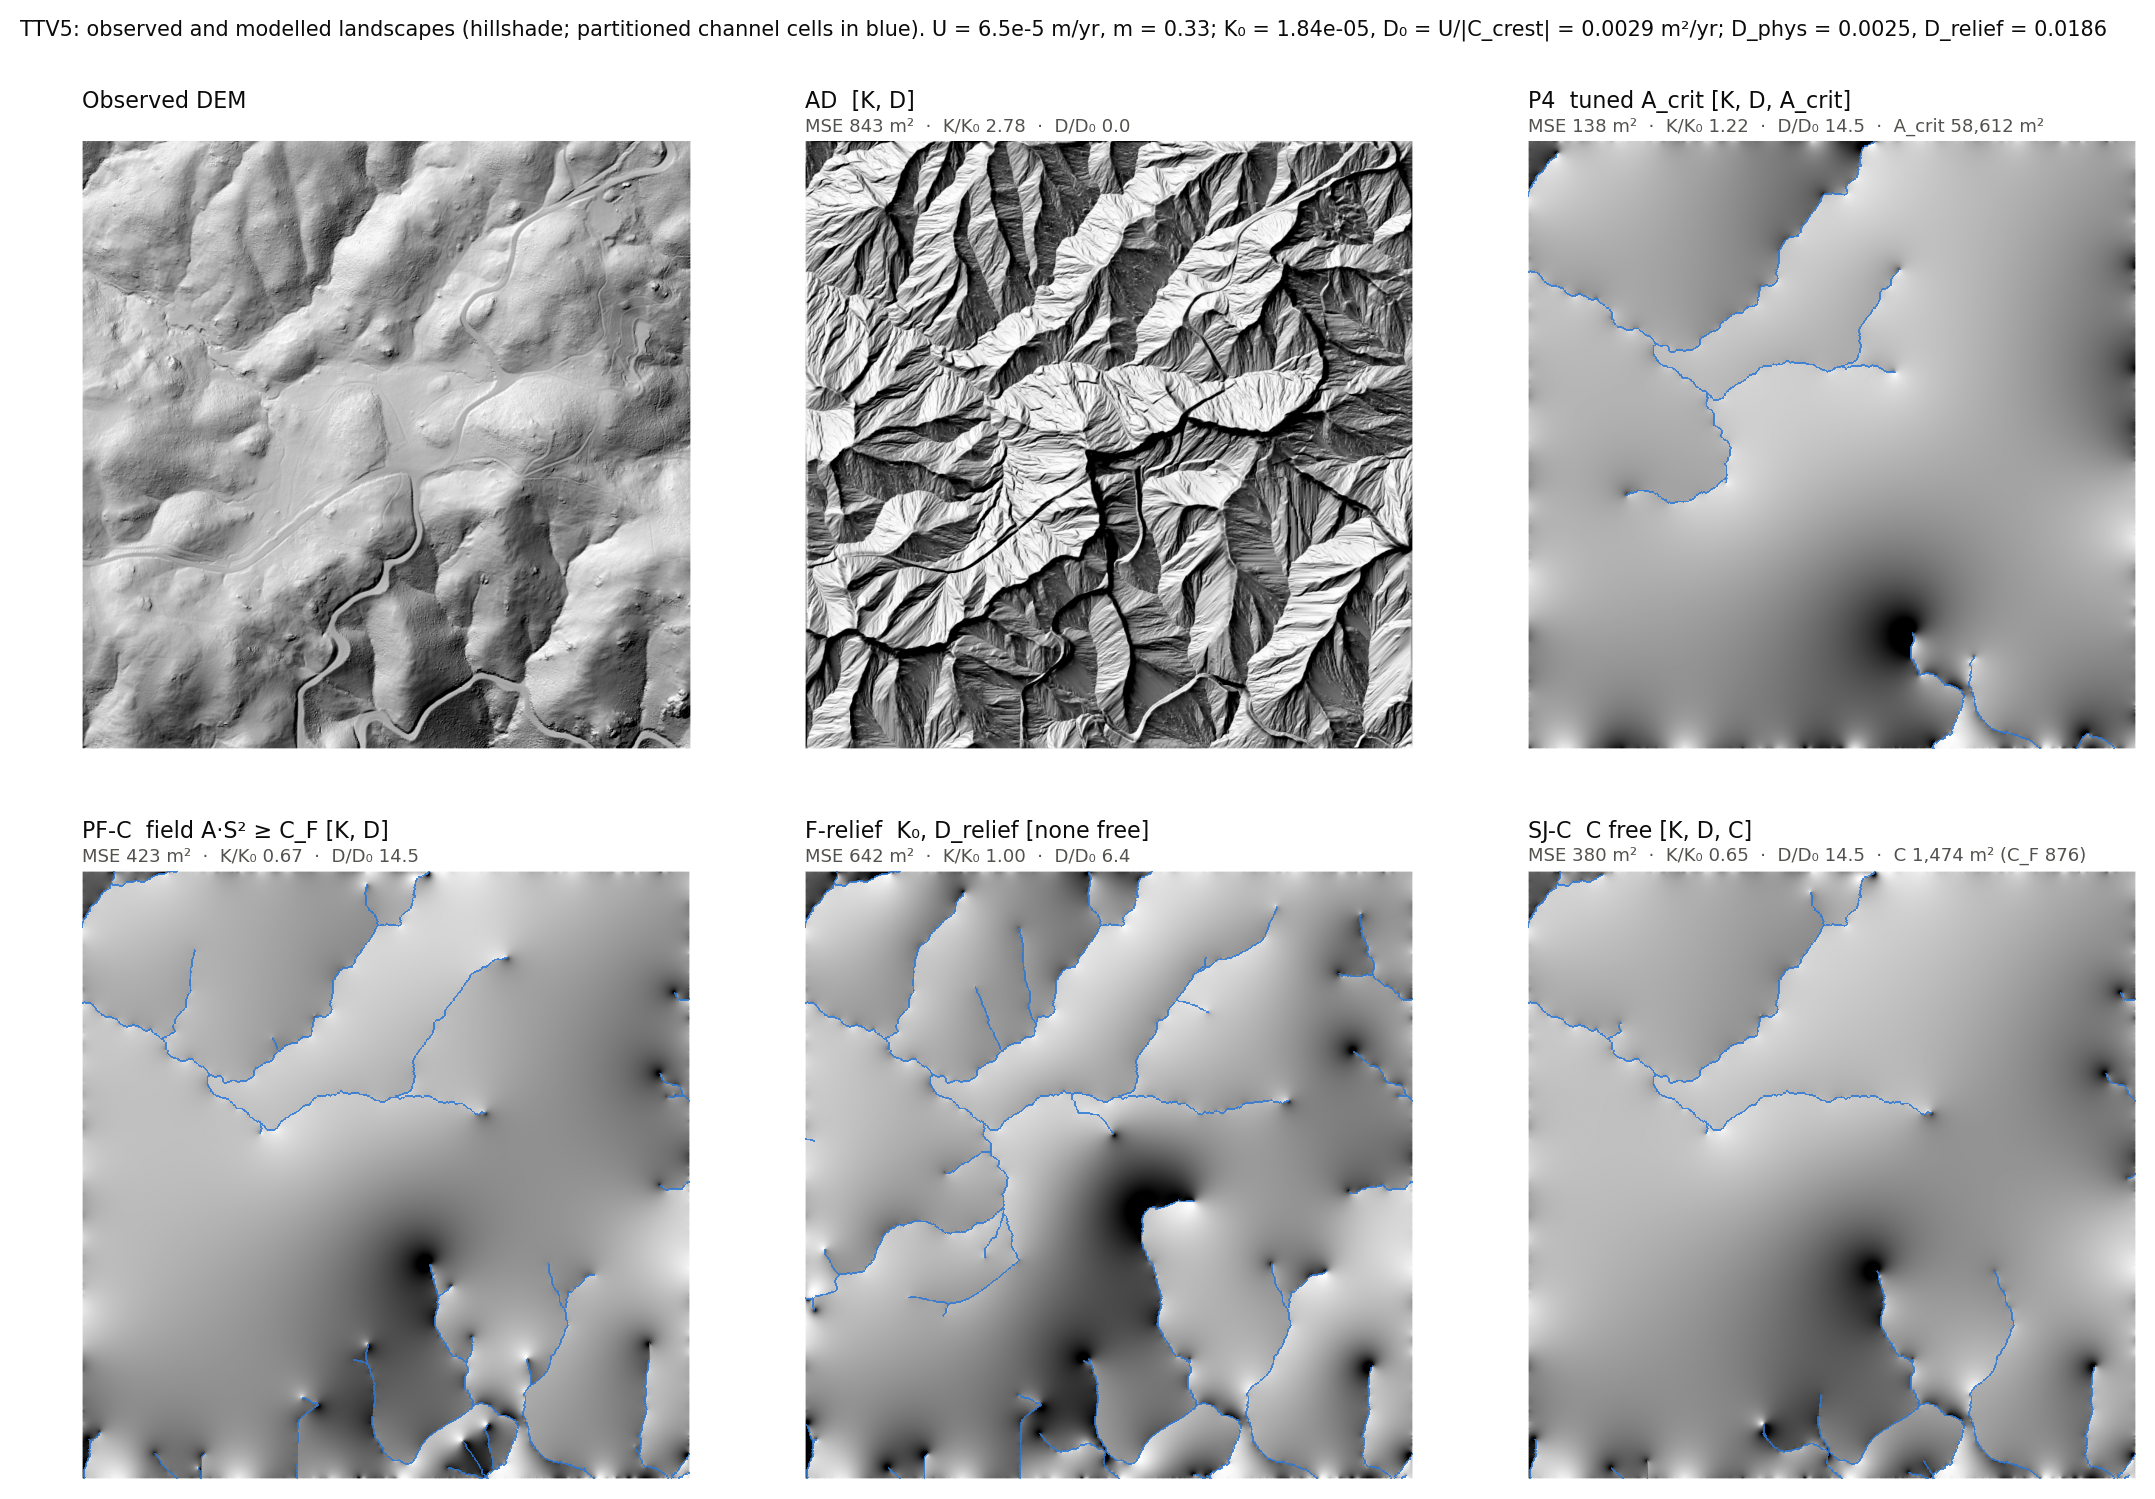 TTV5: observed and modelled landscapes (hillshade; partitioned channel cells in blue). U = 6.5e-5 m/yr, m = 0.33; K₀ = 1.84e-05, D₀ = U/|C_crest| = 0.0029 m²/yr; D_phys = 0.0025, D_relief = 0.0186
Observed DEM
AD  [K, D]
MSE 843 m²  ·  K/K₀ 2.78  ·  D/D₀ 0.0
P4  tuned A_crit [K, D, A_crit]
MSE 138 m²  ·  K/K₀ 1.22  ·  D/D₀ 14.5  ·  A_crit 58,612 m²
PF-C  field A·S² ≥ C_F [K, D]
MSE 423 m²  ·  K/K₀ 0.67  ·  D/D₀ 14.5
F-relief  K₀, D_relief [none free]
MSE 642 m²  ·  K/K₀ 1.00  ·  D/D₀ 6.4
SJ-C  C free [K, D, C]
MSE 380 m²  ·  K/K₀ 0.65  ·  D/D₀ 14.5  ·  C 1,474 m² (C_F 876)